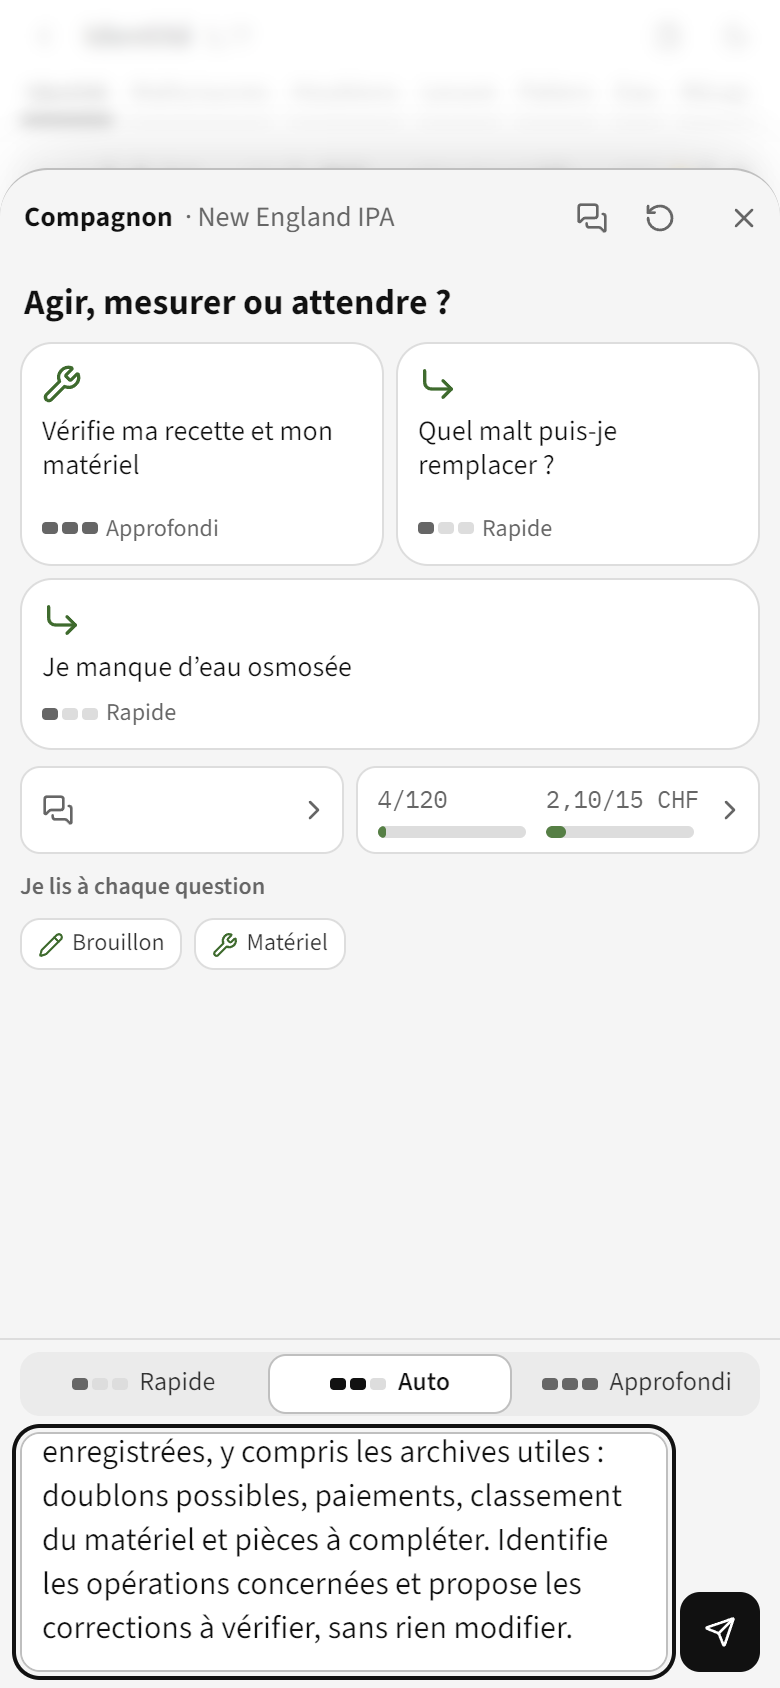 Compagnon · New England IPA
Agir, mesurer ou attendre ?
Vérifie ma recette et mon
matériel
Approfondi
Quel malt puis-je
remplacer ?
Rapide
Je manque d’eau osmosée
Rapide
4/120
2,10/15 CHF
Je lis à chaque question
Brouillon
Matériel
Rapide
Auto
Approfondi
enregistrées, y compris les archives utiles :
doublons possibles, paiements, classement
du matériel et pièces à compléter. Identifie
les opérations concernées et propose les
corrections à vérifier, sans rien modifier.